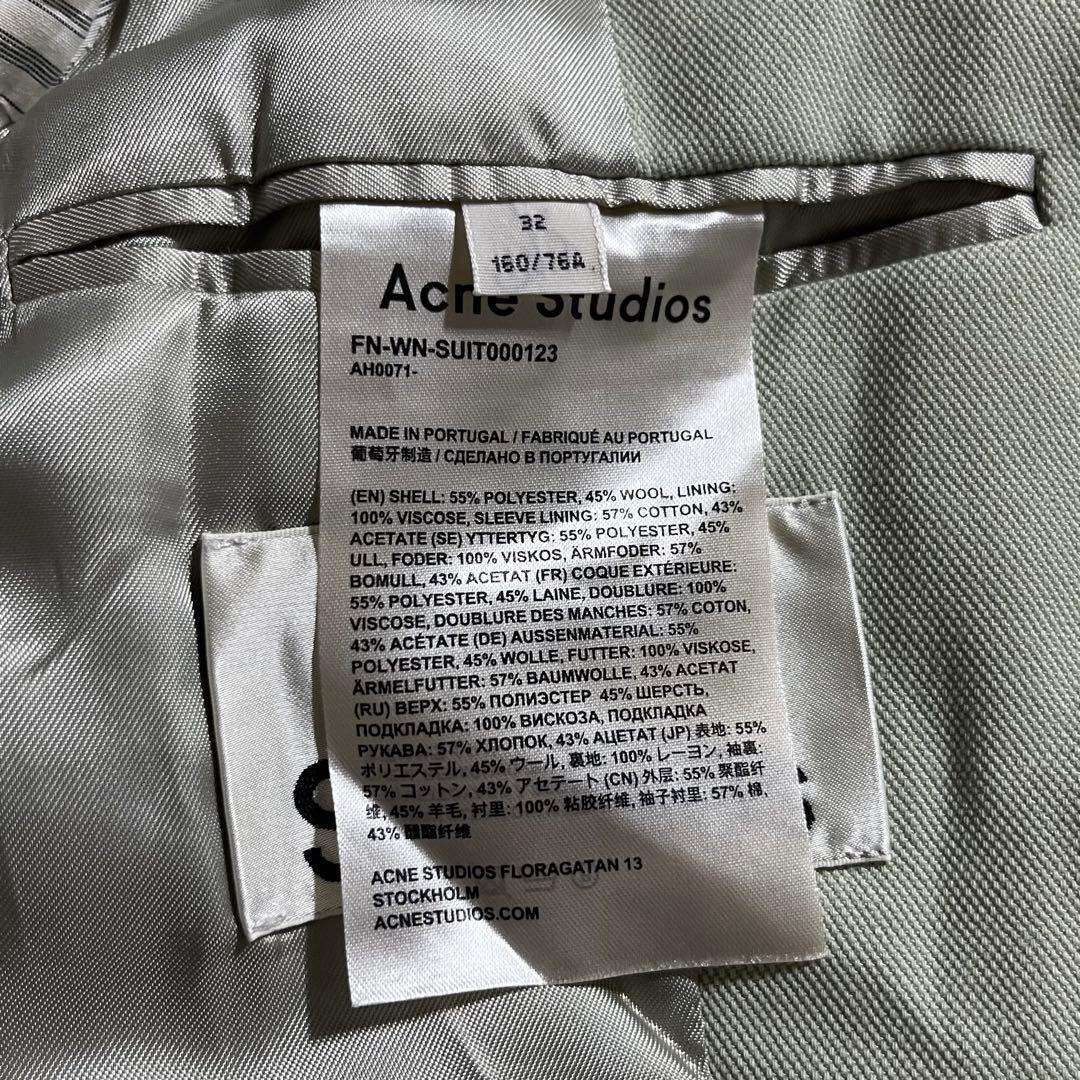 32
160/76A
Acne Studios
FN-WN-SUIT000123
AH0071-
MADE IN PORTUGAL / FABRIQUÉ AU PORTUGAL
葡萄牙制造 / СДЕЛАНО В ПОРТУГАЛИИ
(EN) SHELL: 55% POLYESTER, 45% WOOL, LINING:
100% VISCOSE, SLEEVE LINING: 57% COTTON, 43%
ACETATE (SE) YTTERTYG: 55% POLYESTER, 45%
ULL, FODER: 100% VISKOS, ÄRMFODER: 57%
BOMULL, 43% ACETAT (FR) COQUE EXTÉRIEURE:
55% POLYESTER, 45% LAINE, DOUBLURE: 100%
VISCOSE, DOUBLURE DES MANCHES: 57% COTON,
43% ACÉTATE (DE) AUSSENMATERIAL: 55%
POLYESTER, 45% WOLLE, FUTTER: 100% VISKOSE,
ÄRMELFUTTER: 57% BAUMWOLLE, 43% ACETAT
(RU) ВЕРХ: 55% ПОЛИЭСТЕР, 45% ШЕРСТЬ,
ПОДКЛАДКА: 100% ВИСКОЗА, ПОДКЛАДКА
РУКАВА: 57% ХЛОПОК, 43% АЦЕТАТ (JP) 表地: 55%
ポリエステル, 45% ウール, 裏地: 100% レーヨン, 袖裏:
57% コットン, 43% アセテート (CN) 外层: 55% 聚酯纤
维, 45% 羊毛, 衬里: 100% 粘胶纤维, 袖子衬里: 57% 棉,
43% 醋酯纤维
ACNE STUDIOS FLORAGATAN 13
STOCKHOLM
ACNESTUDIOS.COM